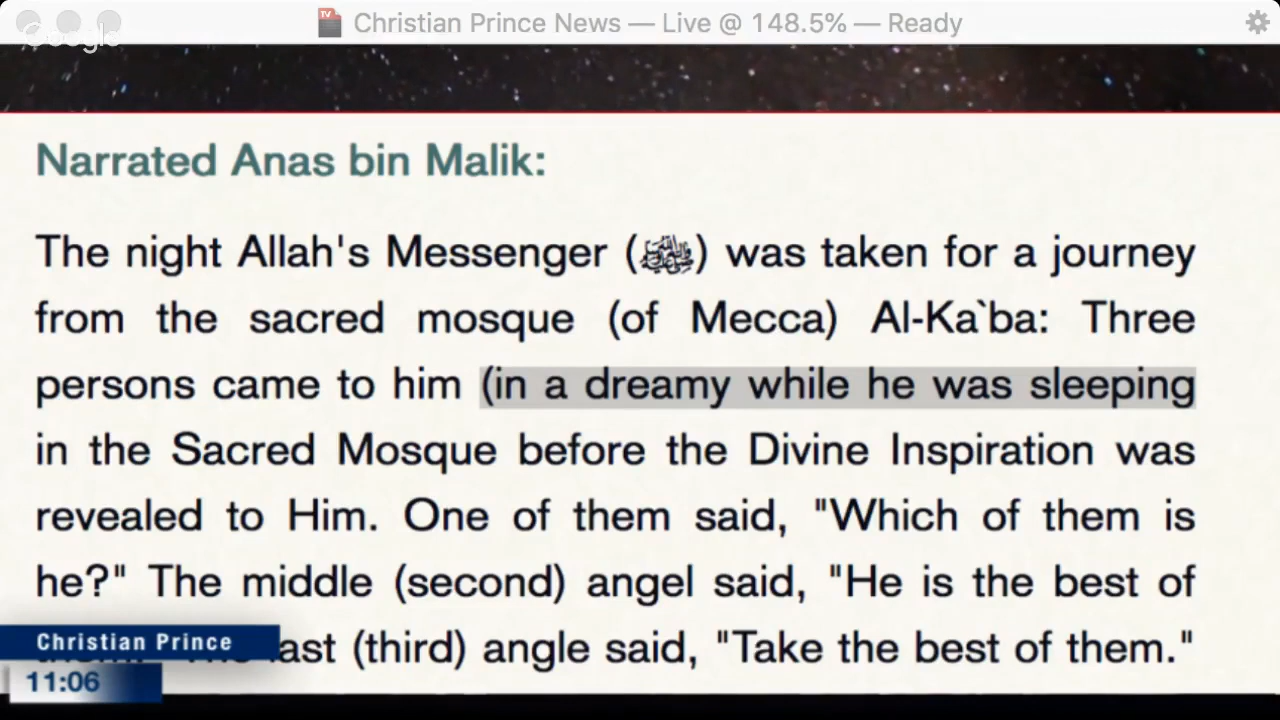 Christian Prince News — Live @ 148.5% — Ready
Google
Narrated Anas bin Malik:
The night Allah's Messenger (ﷺ) was taken for a journey
from the sacred mosque (of Mecca) Al-Ka`ba: Three
persons came to him (in a dreamy while he was sleeping
in the Sacred Mosque before the Divine Inspiration was
revealed to Him. One of them said, "Which of them is
he?" The middle (second) angel said, "He is the best of
last (third) angle said, "Take the best of them."
Christian Prince
11:06